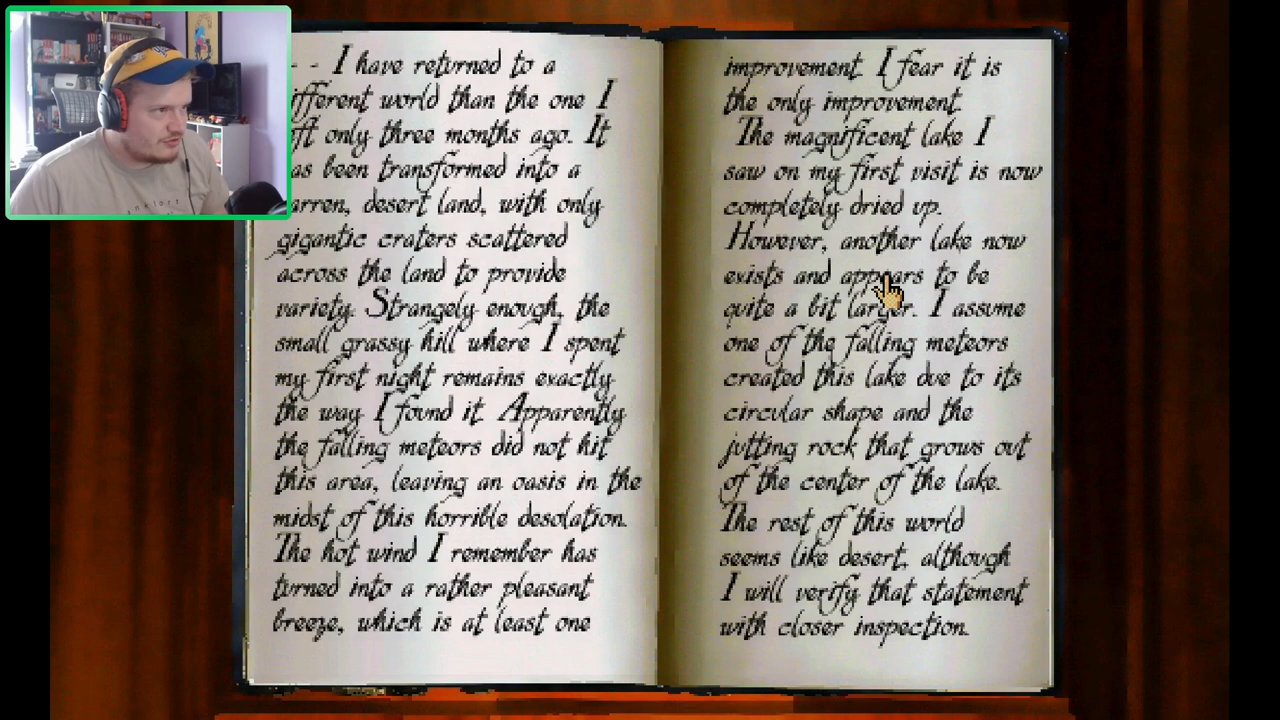 - - I have returned to a
ifferent world than the one I
eft only three months ago. It
as been transformed into a
arren, desert land, with only
gigantic craters scattered
across the land to provide
variety. Strangely enough, the
small grassy hill where I spent
my first night remains exactly
the way I found it. Apparently
the falling meteors did not hit
this area, leaving an oasis in the
midst of this horrible desolation.
The hot wind I remember has
turned into a rather pleasant
breeze, which is at least one
improvement. I fear it is
the only improvement.
The magnificent lake I
saw on my first visit is now
completely dried up.
However, another lake now
exists and appears to be
quite a bit larger. I assume
one of the falling meteors
created this lake due to its
circular shape and the
jutting rock that grows out
of the center of the lake.
The rest of this world
seems like desert, although
I will verify that statement
with closer inspection.